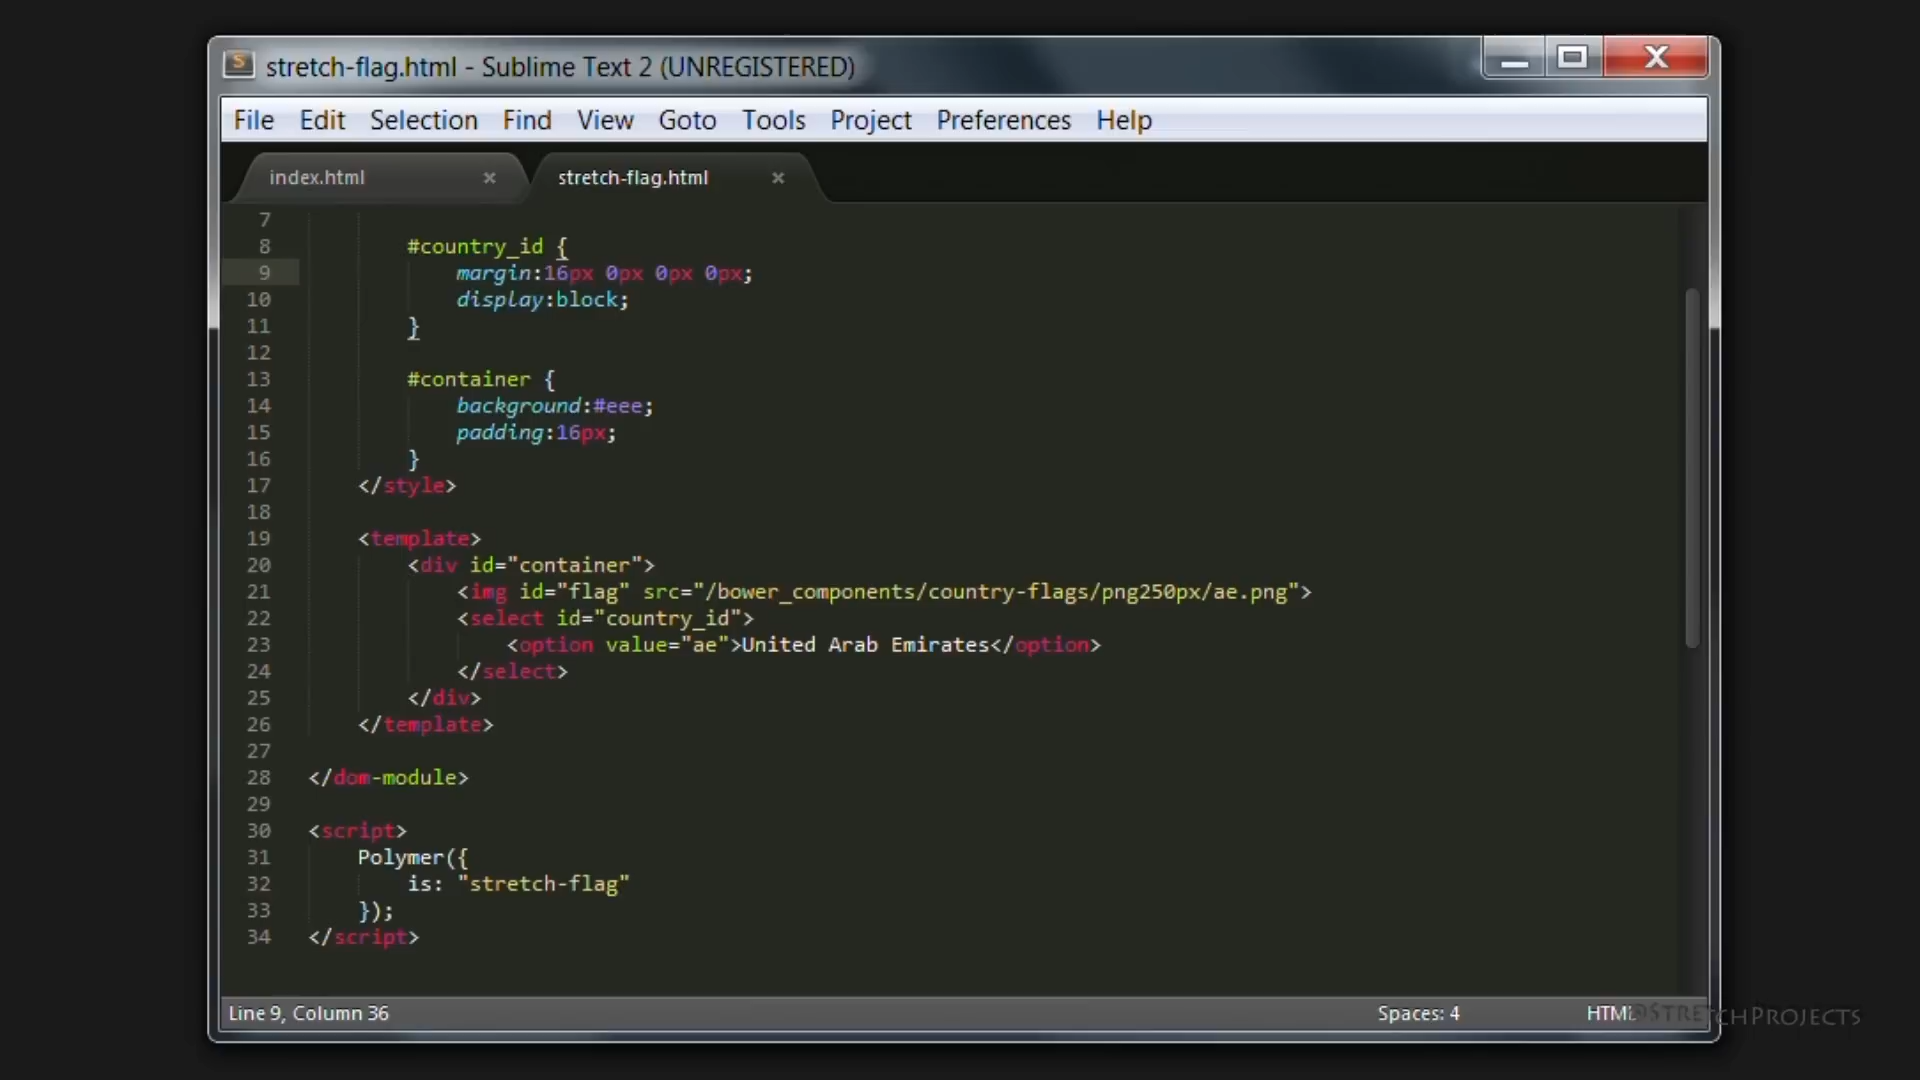 stretch-flag.html - Sublime Text 2 (UNREGISTERED)
File Edit Selection Find View Goto Tools Project Preferences Help
index.html × stretch-flag.html ×
7
8 #country_id {
9 margin:16px 0px 0px 0px;
10 display:block;
11 }
12
13 #container {
14 background:#eee;
15 padding:16px;
16 }
17 </style>
18
19 <template>
20 <div id="container">
21 <img id="flag" src="/bower_components/country-flags/png250px/ae.png">
22 <select id="country_id">
23 <option value="ae">United Arab Emirates</option>
24 </select>
25 </div>
26 </template>
27
28 </dom-module>
29
30 <script>
31 Polymer({
32 is: "stretch-flag"
33 });
34 </script>
Line 9, Column 36 Spaces: 4 HTML
@STRETCHPROJECTS